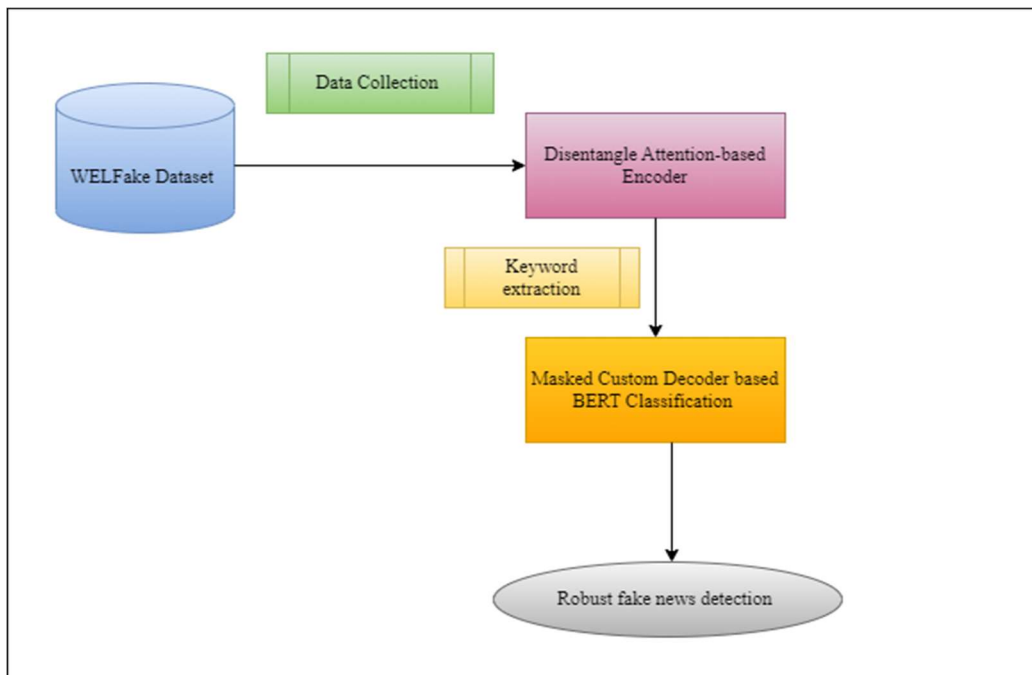 Data Collection
WELFake Dataset
Disentangle Attention-based
Encoder
Keyword
extraction
Masked Custom Decoder based
BERT Classification
Robust fake news detection